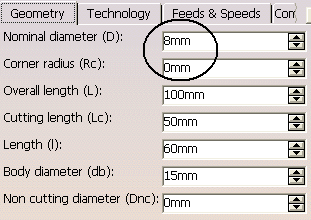 Geometry Technology Feeds & Speeds Com
Nominal diameter (D): 8mm
Corner radius (Rc): 0mm
Overall length (L): 100mm
Cutting length (Lc): 50mm
Length (l): 60mm
Body diameter (db): 15mm
Non cutting diameter (Dnc): 0mm